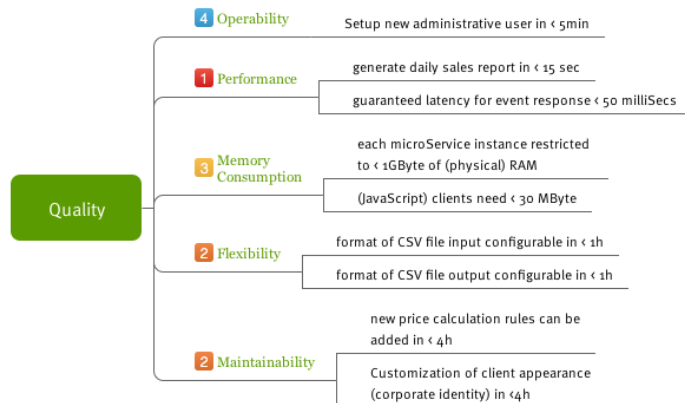 4 Operability
Setup new administrative user in < 5min
1 Performance
generate daily sales report in < 15 sec
guaranteed latency for event response < 50 milliSecs
3 Memory
Consumption
each microService instance restricted
to < 1GByte of (physical) RAM
(JavaScript) clients need < 30 MByte
Quality
2 Flexibility
format of CSV file input configurable in < 1h
format of CSV file output configurable in < 1h
2 Maintainability
new price calculation rules can be
added in < 4h
Customization of client appearance
(corporate identity) in <4h